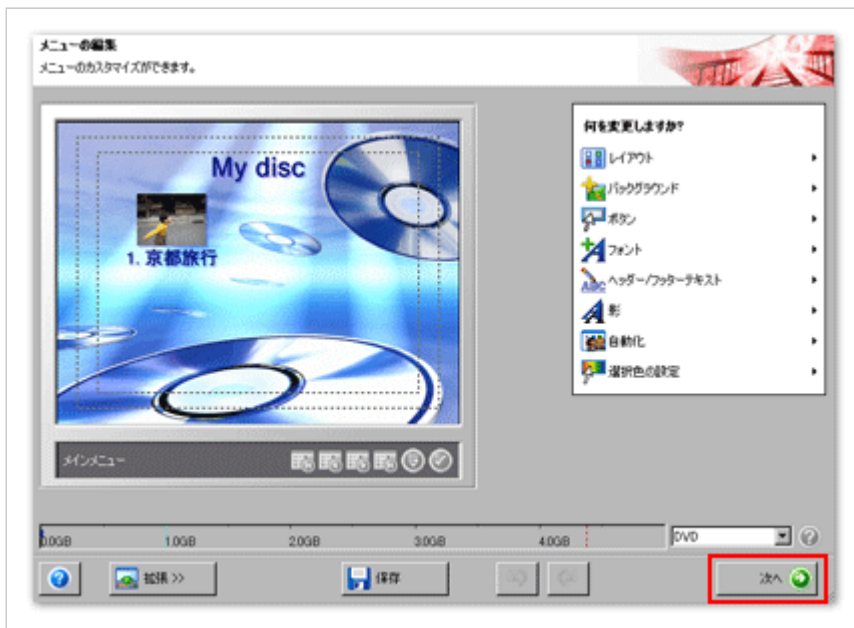 メニューの編集
メニューのカスタマイズができます。
My disc
1. 京都旅行
メインメニュー
何を変更しますか?
レイアウト
バックグラウンド
ボタン
フォント
ABC ヘッダー/フッターテキスト
影
自動化
選択色の設定
0.0GB 1.0GB 2.0GB 3.0GB 4.0GB DVD
拡張 >> 保存 次へ